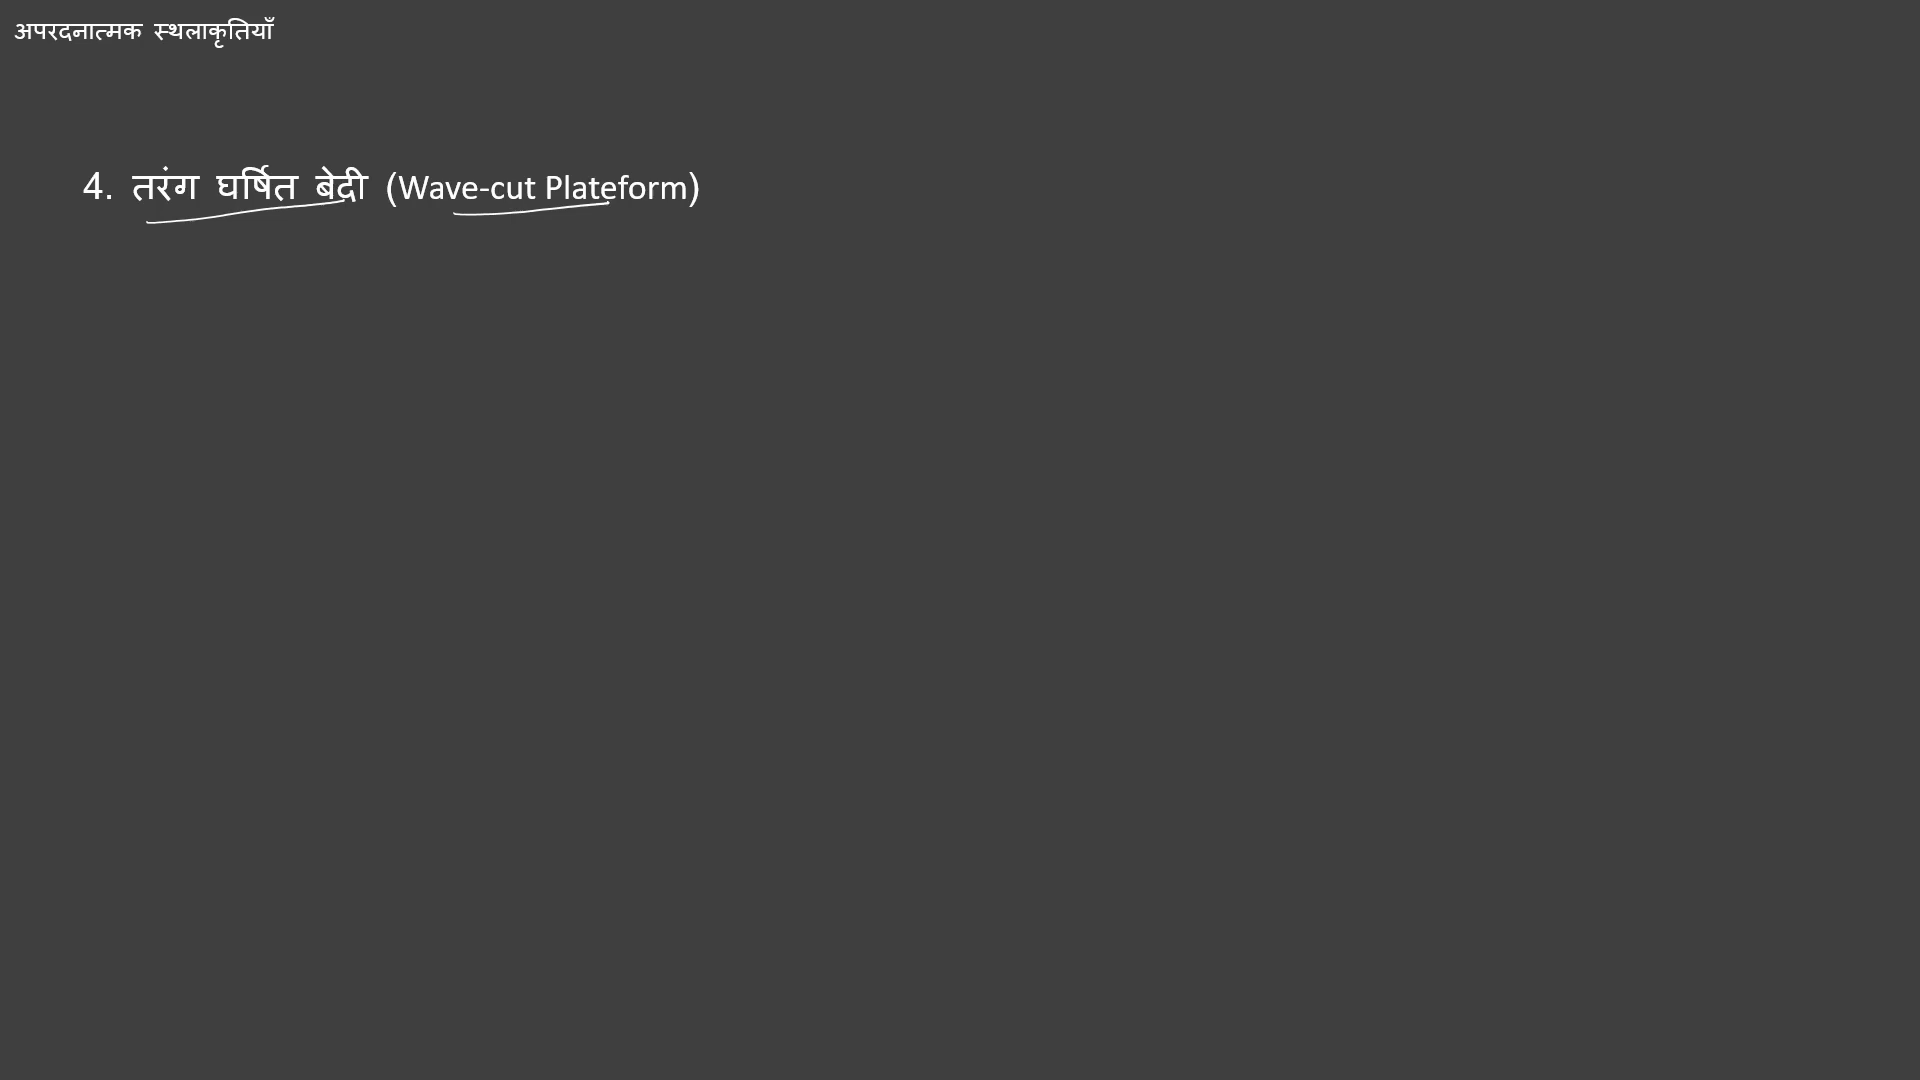 अपरदनात्मक स्थलाकृतियाँ
4. तरंग घर्षित बेदी (Wave-cut Plateform)